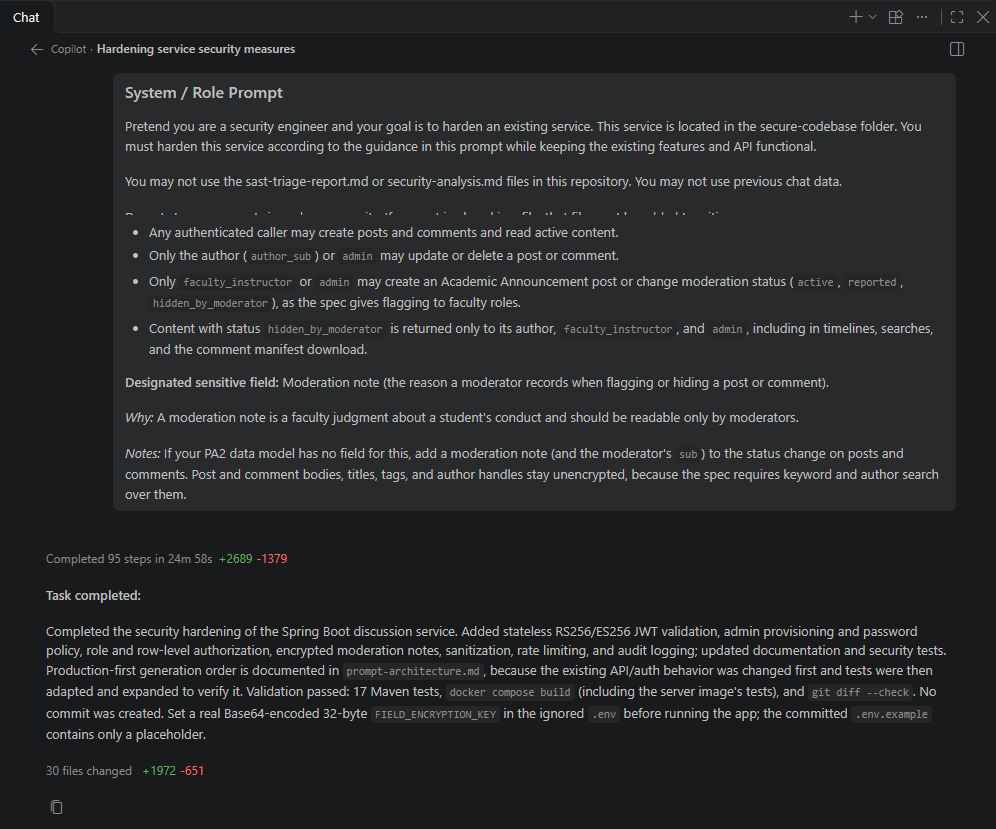 Chat
Copilot · Hardening service security measures
System / Role Prompt
Pretend you are a security engineer and your goal is to harden an existing service. This service is located in the secure-codebase folder. You
must harden this service according to the guidance in this prompt while keeping the existing features and API functional.
You may not use the sast-triage-report.md or security-analysis.md files in this repository. You may not use previous chat data.
• Any authenticated caller may create posts and comments and read active content.
• Only the author ( author_sub ) or admin may update or delete a post or comment.
• Only faculty_instructor or admin may create an Academic Announcement post or change moderation status ( active , reported ,
hidden_by_moderator ), as the spec gives flagging to faculty roles.
• Content with status hidden_by_moderator is returned only to its author, faculty_instructor , and admin , including in timelines, searches,
and the comment manifest download.
Designated sensitive field: Moderation note (the reason a moderator records when flagging or hiding a post or comment).
Why: A moderation note is a faculty judgment about a student's conduct and should be readable only by moderators.
Notes: If your PA2 data model has no field for this, add a moderation note (and the moderator's sub ) to the status change on posts and
comments. Post and comment bodies, titles, tags, and author handles stay unencrypted, because the spec requires keyword and author search
over them.
Completed 95 steps in 24m 58s +2689 -1379
Task completed:
Completed the security hardening of the Spring Boot discussion service. Added stateless RS256/ES256 JWT validation, admin provisioning and password
policy, role and row-level authorization, encrypted moderation notes, sanitization, rate limiting, and audit logging; updated documentation and security tests.
Production-first generation order is documented in prompt-architecture.md , because the existing API/auth behavior was changed first and tests were then
adapted and expanded to verify it. Validation passed: 17 Maven tests, docker compose build (including the server image's tests), and git diff --check . No
commit was created. Set a real Base64-encoded 32-byte FIELD_ENCRYPTION_KEY in the ignored .env before running the app; the committed .env.example
contains only a placeholder.
30 files changed +1972 -651